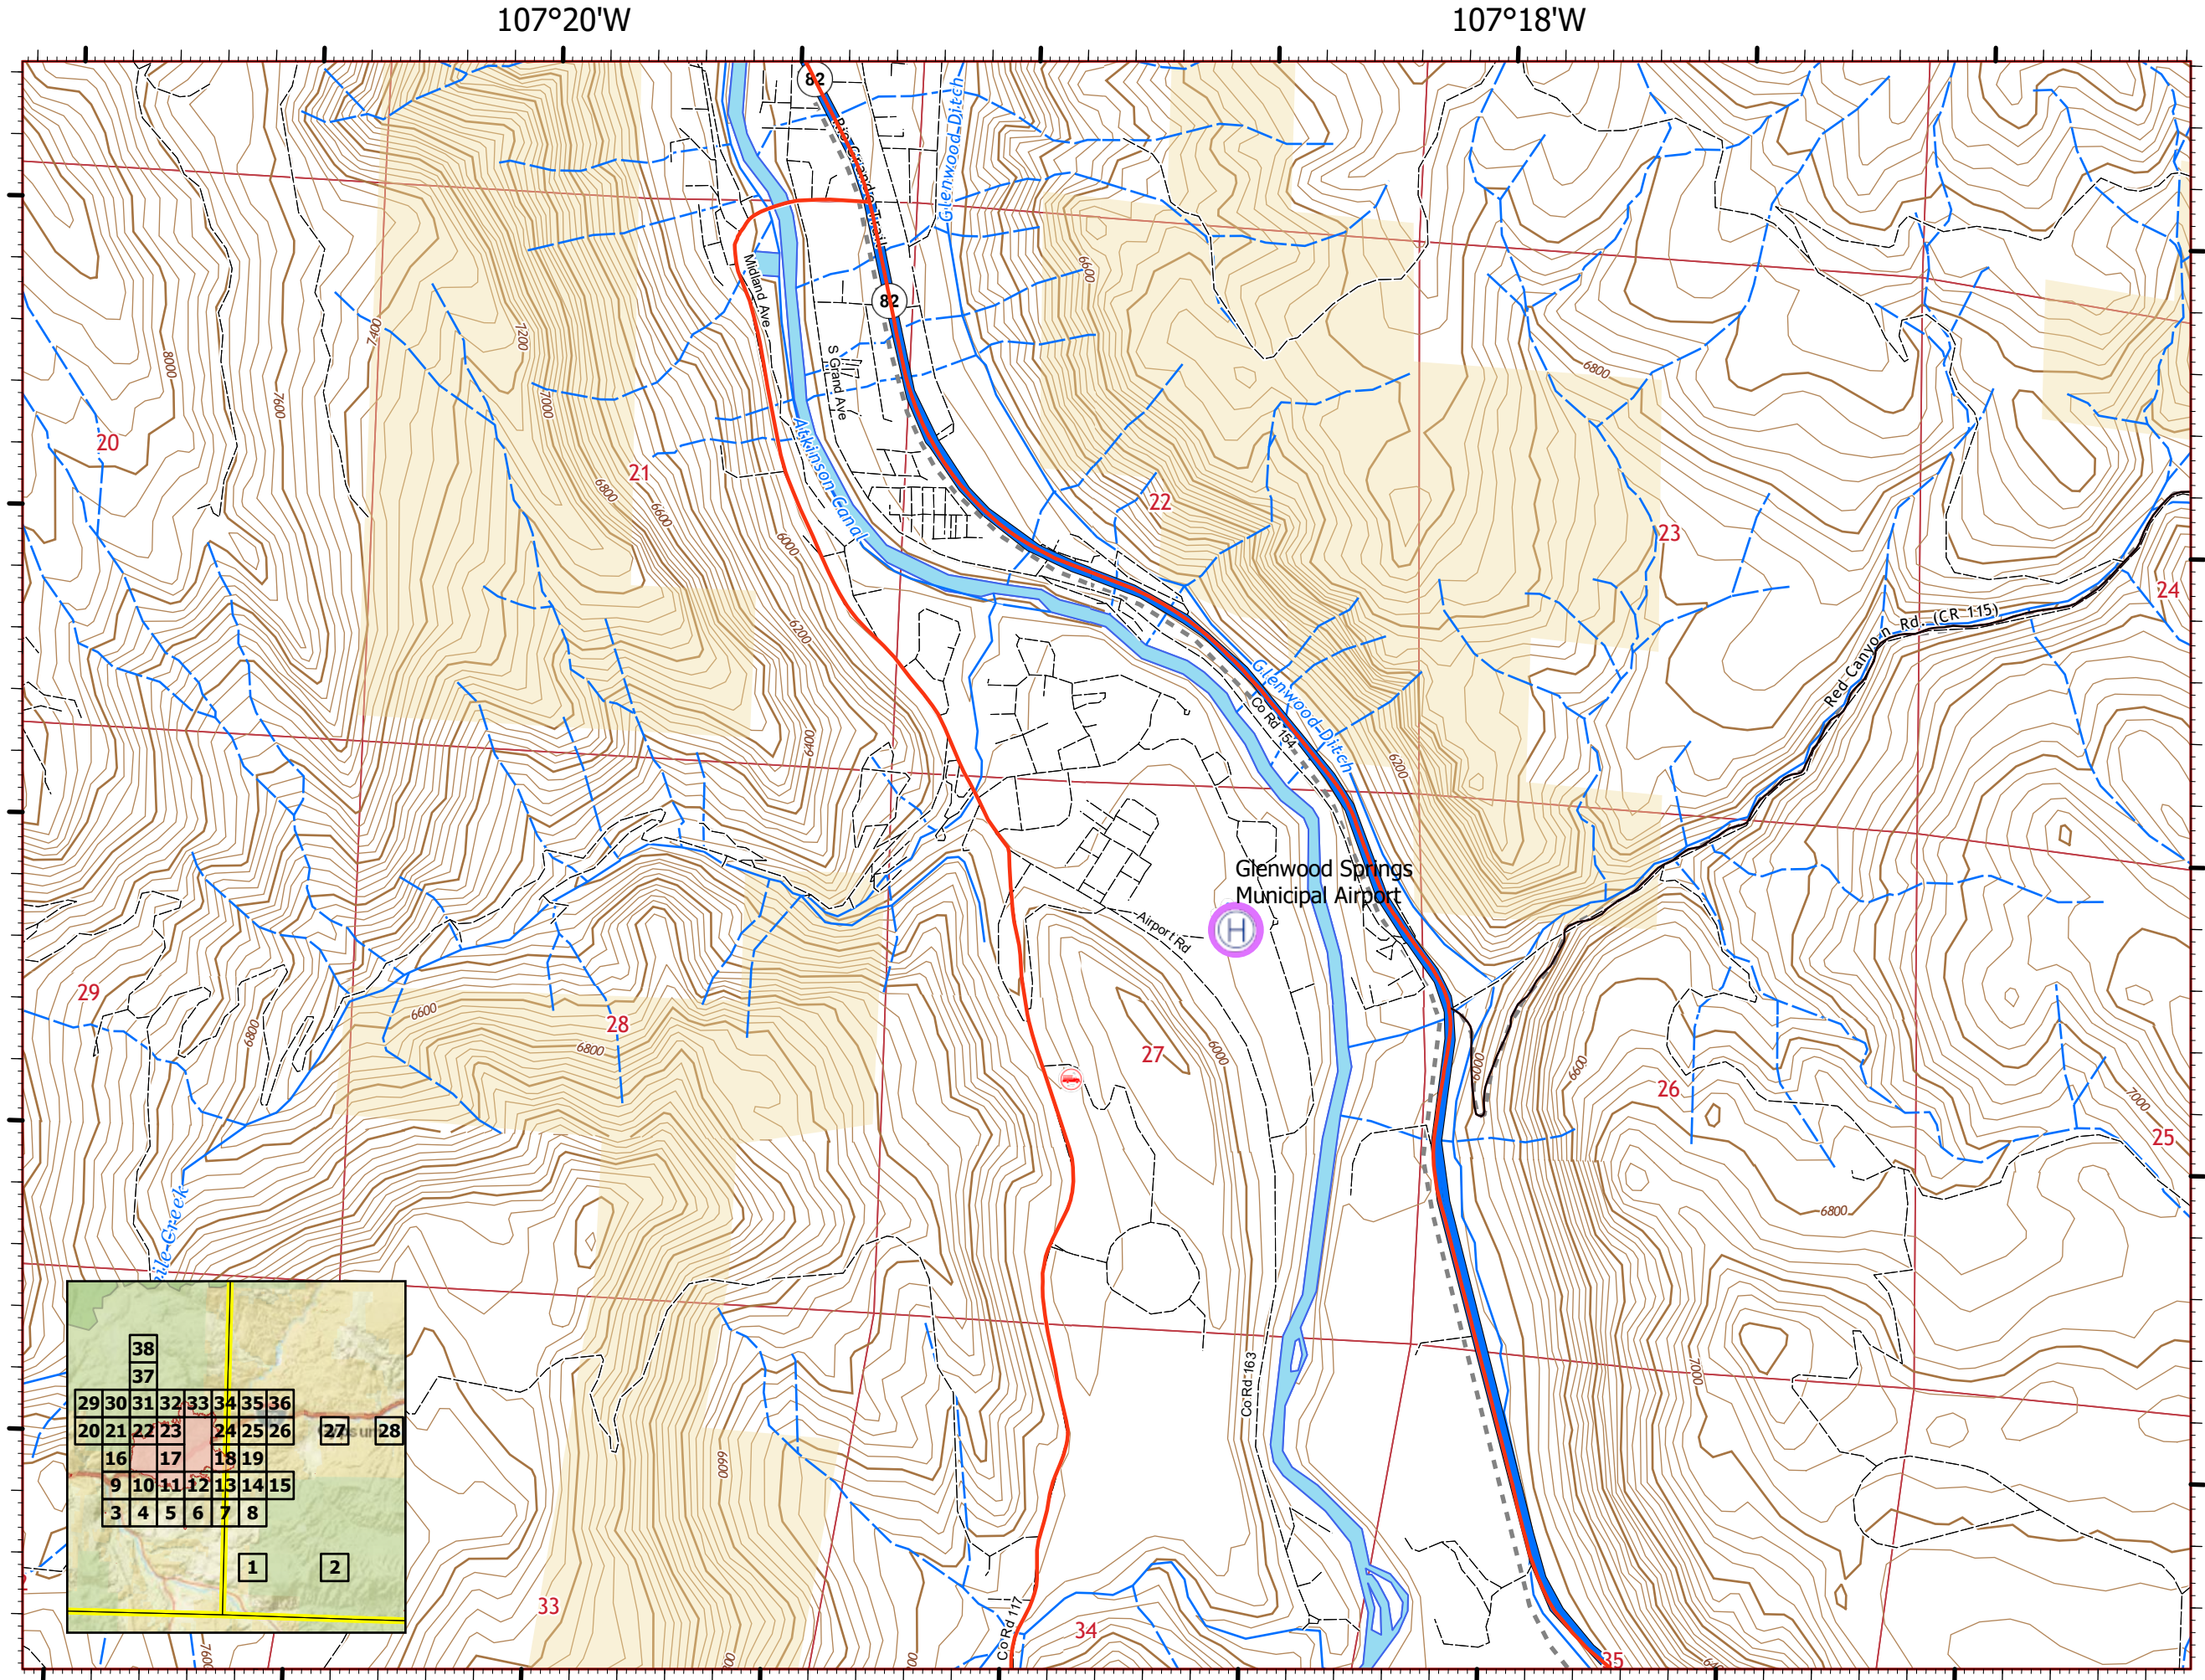 107°20'W
107°18'W
82
Rio Grande Trail
Glenwood Ditch
82
Midland Ave
S Grand Ave
Atkinson Canal
6600
7400
7200
8000
7600
7000
6800
20
21
22
23
24
6800
6600
6000
6200
6400
Red Canyon Rd. (CR 115)
Glenwood Ditch
Co Rd 154
6200
Glenwood Springs
Municipal Airport
H
Airport Rd
29
28
27
26
25
6600
6800
6800
6000
6000
6600
7000
6800
7000
6600
Co Rd 163
Co Rd 117
33
34
35
7600
38
37
29 30 31 32 33 34 35 36
20 21 22 23 24 25 26 27 28
16 17 18 19
9 10 11 12 13 14 15
3 4 5 6 7 8
1 2